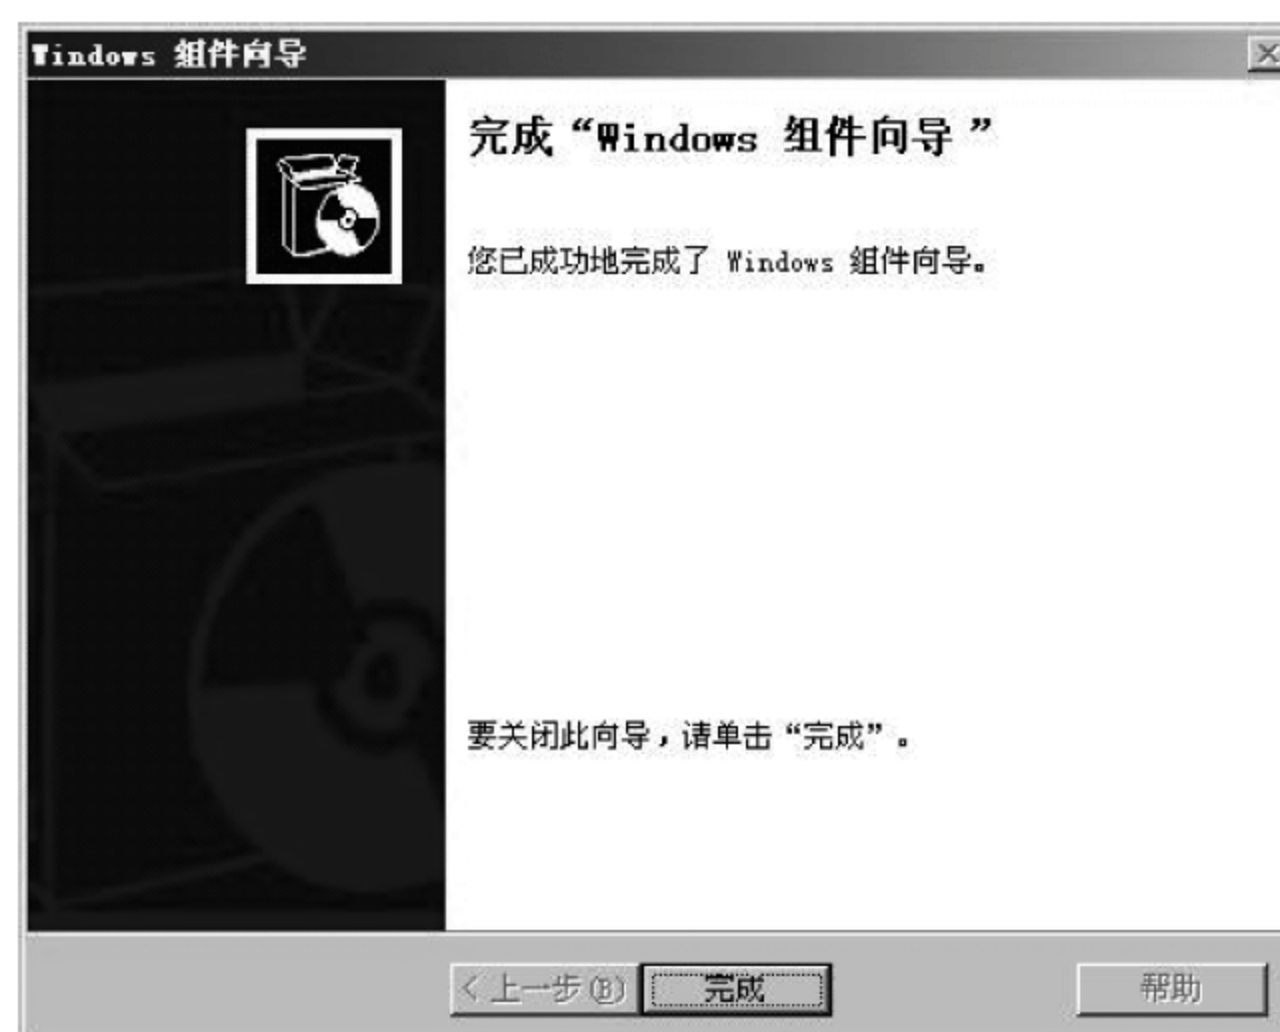 Windows 组件向导
完成“Windows 组件向导”
您已成功地完成了 Windows 组件向导。
要关闭此向导，请单击“完成”。
< 上一步(B)
完成
帮助